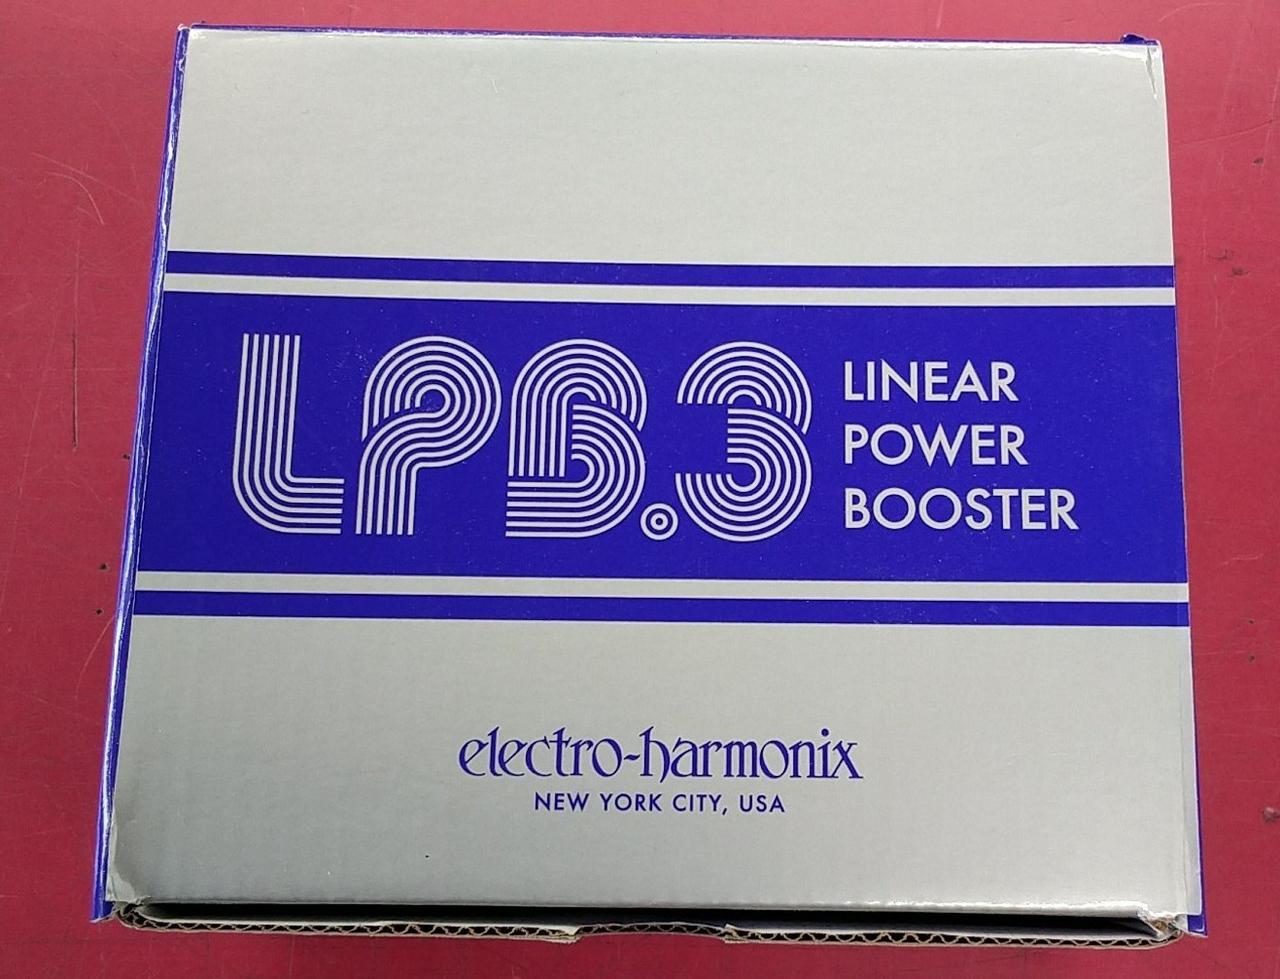 LPB.3
LINEAR
POWER
BOOSTER
electro-harmonix
NEW YORK CITY, USA